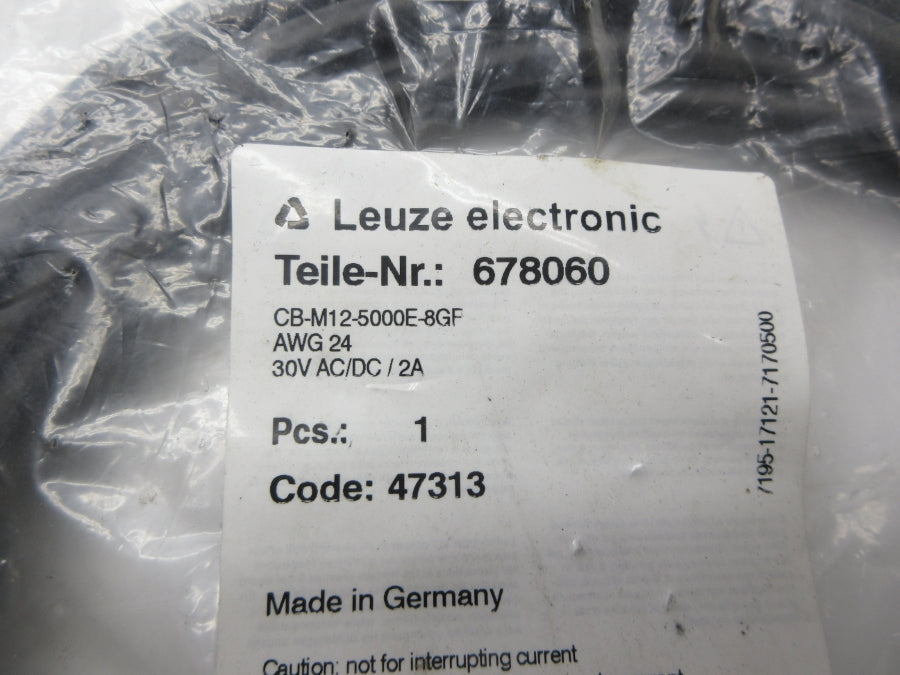 Leuze electronic
Teile-Nr.: 678060
CB-M12-5000E-8GF
AWG 24
30V AC/DC / 2A
Pcs.: 1
Code: 47313
Made in Germany
Caution: not for interrupting current
7195-17121-7170500